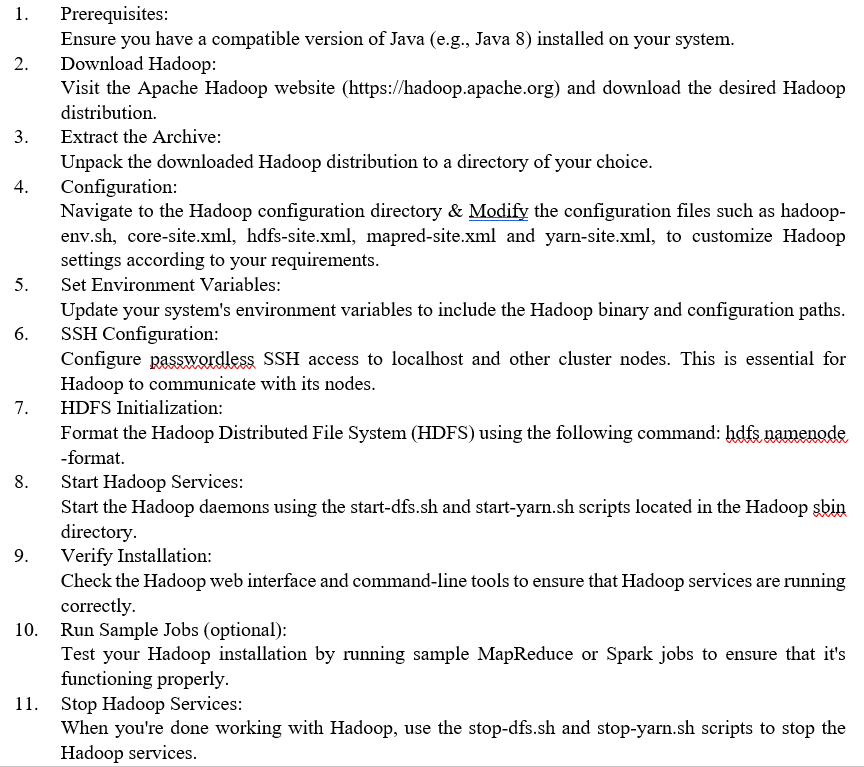 1. Prerequisites:
Ensure you have a compatible version of Java (e.g., Java 8) installed on your system.
2. Download Hadoop:
Visit the Apache Hadoop website (https://hadoop.apache.org) and download the desired Hadoop
distribution.
3. Extract the Archive:
Unpack the downloaded Hadoop distribution to a directory of your choice.
4. Configuration:
Navigate to the Hadoop configuration directory & Modify the configuration files such as hadoop-
env.sh, core-site.xml, hdfs-site.xml, mapred-site.xml and yarn-site.xml, to customize Hadoop
settings according to your requirements.
5. Set Environment Variables:
Update your system's environment variables to include the Hadoop binary and configuration paths.
6. SSH Configuration:
Configure passwordless SSH access to localhost and other cluster nodes. This is essential for
Hadoop to communicate with its nodes.
7. HDFS Initialization:
Format the Hadoop Distributed File System (HDFS) using the following command: hdfs namenode
-format.
8. Start Hadoop Services:
Start the Hadoop daemons using the start-dfs.sh and start-yarn.sh scripts located in the Hadoop sbin
directory.
9. Verify Installation:
Check the Hadoop web interface and command-line tools to ensure that Hadoop services are running
correctly.
10. Run Sample Jobs (optional):
Test your Hadoop installation by running sample MapReduce or Spark jobs to ensure that it's
functioning properly.
11. Stop Hadoop Services:
When you're done working with Hadoop, use the stop-dfs.sh and stop-yarn.sh scripts to stop the
Hadoop services.